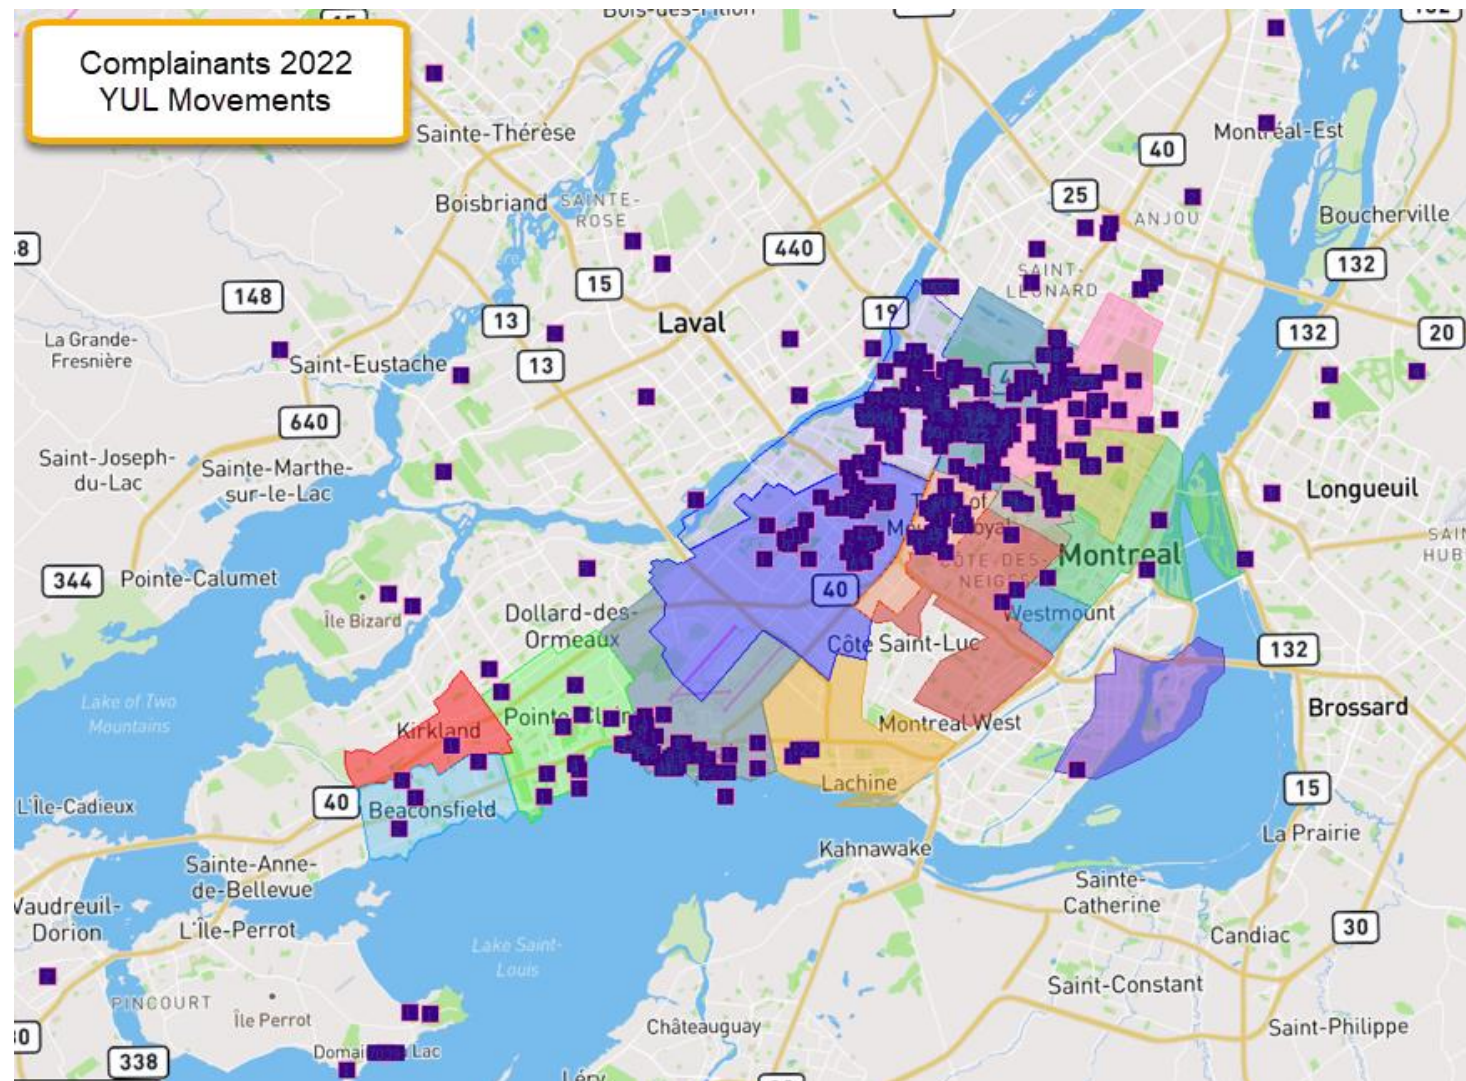 Complainants 2022
YUL Movements
132
Sainte-Thérèse
Montréal-Est
40
25
Boisbriand
SAINTE-
ROSE
ANJOU
Boucherville
440
132
15
SAINT-
148
19
13
Laval
132
20
La Grande-
Fresnière
Saint-Eustache
13
640
Saint-Joseph-
du-Lac
Sainte-Marthe-
sur-le-Lac
Longueuil
344
Pointe-Calumet
Montreal
40
Île Bizard
Dollard-des-
Ormeaux
Westmount
Côte Saint-Luc
132
Lake of Two
Mountains
Kirkland
Montreal West
Brossard
Lachine
15
L'Île-Cadieux
40
Beaconsfield
La Prairie
Kahnawake
Sainte-Anne-
de-Bellevue
Sainte-
Catherine
Vaudreuil-
Dorion
L'Île-Perrot
30
Candiac
Lake Saint-
Louis
Saint-Constant
PINCOURT
Île Perrot
Châteauguay
Saint-Philippe
338
Lac